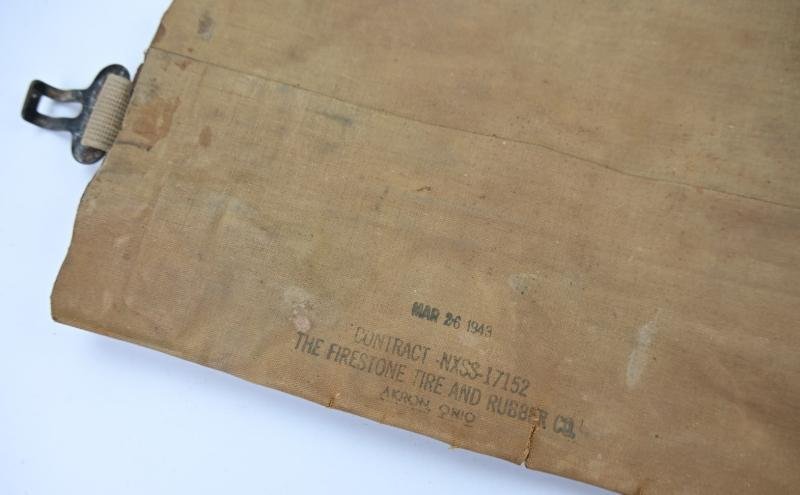 MAR 26 1943
CONTRACT-NXSS-17152
THE FIRESTONE TIRE AND RUBBER CO.
AKRON, OHIO